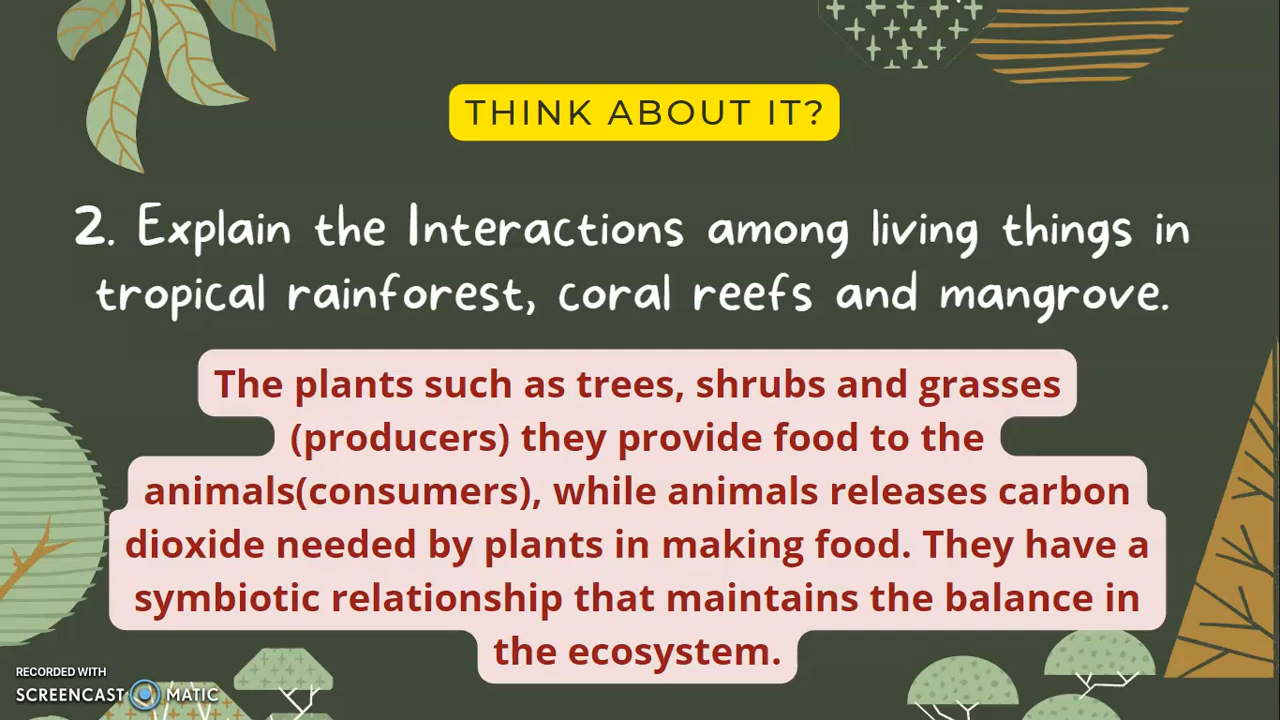 THINK ABOUT IT?
2. Explain the Interactions among living things in
tropical rainforest, coral reefs and mangrove.
The plants such as trees, shrubs and grasses
(producers) they provide food to the
animals(consumers), while animals releases carbon
dioxide needed by plants in making food. They have a
symbiotic relationship that maintains the balance in
the ecosystem.
RECORDED WITH
SCREENCAST MATIC